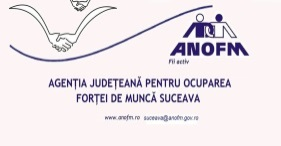 ANOFM
Fii activ
AGENȚIA JUDEȚEANĂ PENTRU OCUPAREA
FORȚEI DE MUNCĂ SUCEAVA
www.anofm.ro suceava@anofm.gov.ro